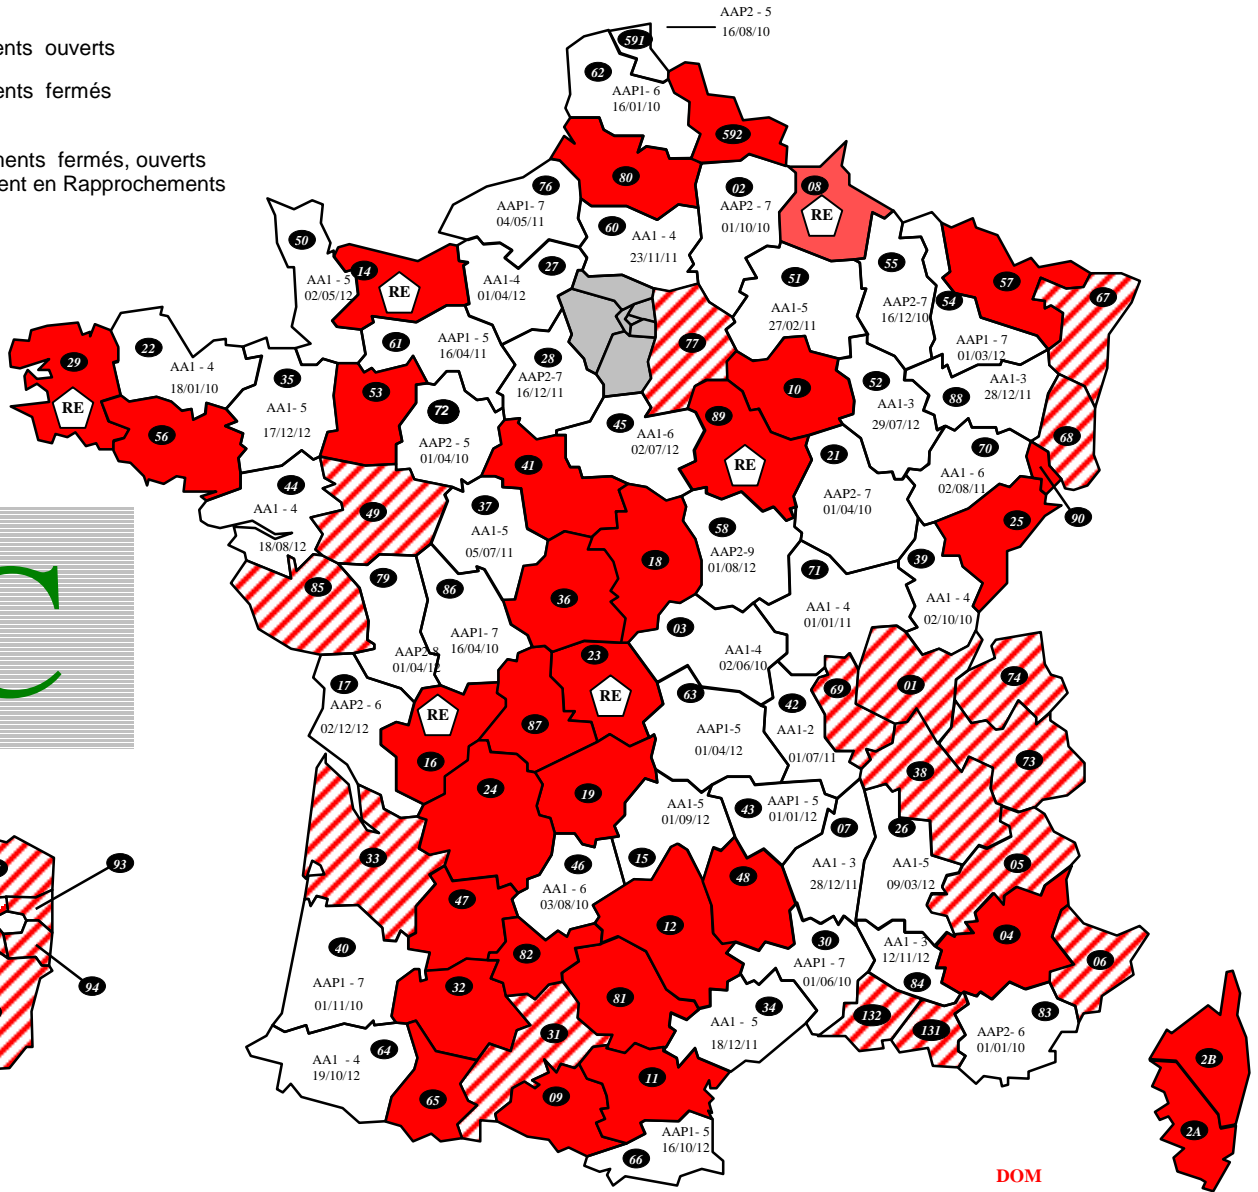 AAP2 - 5
16/08/10
591
ents ouverts
62
AAP1- 6
16/01/10
ents fermés
592
nents fermés, ouverts
ent en Rapprochements
80
76
AAP1- 7
04/05/11
02
AAP2 - 7
01/10/10
08
RE
60
AA1 - 4
23/11/11
50
AA1 - 5
02/05/12
14
RE
27
AA1-4
01/04/12
51
AA1-5
27/02/11
55
AAP2-7
16/12/10
54
AAP1 - 7
01/03/12
57
67
29
RE
22
AA1 - 4
18/01/10
35
AA1- 5
17/12/12
61
AAP1 - 5
16/04/11
28
AAP2-7
16/12/11
77
53
72
AAP2 - 5
01/04/10
10
52
AA1-3
29/07/12
88
AA1-3
28/12/11
56
45
AA1-6
02/07/12
89
RE
68
41
21
AAP2- 7
01/04/10
70
AA1 - 6
02/08/11
90
44
AA1 - 4
18/08/12
49
37
AA1-5
05/07/11
58
AAP2-9
01/08/12
25
C
85
79
AAP2-8
01/04/12
86
AAP1- 7
16/04/10
36
18
71
AA1 - 4
01/01/11
39
AA1 - 4
02/10/10
03
AA1-4
02/06/10
23
RE
17
AAP2 - 6
02/12/12
RE
16
87
63
AAP1-5
01/04/12
42
AA1-2
01/07/11
69
01
74
73
38
24
19
AA1-5
01/09/12
15
43
AAP1 - 5
01/01/12
07
AA1 - 3
28/12/11
26
AA1-5
09/03/12
05
93
33
46
AA1 - 6
03/08/10
48
47
12
40
AAP1 - 7
01/11/10
82
30
AAP1 - 7
01/06/10
AA1 - 3
12/11/12
84
04
06
94
32
81
34
AA1 - 5
18/12/11
132
131
83
AAP2- 6
01/01/10
64
AA1 - 4
19/10/12
31
65
09
11
2B
2A
AAP1- 5
16/10/12
66
DOM